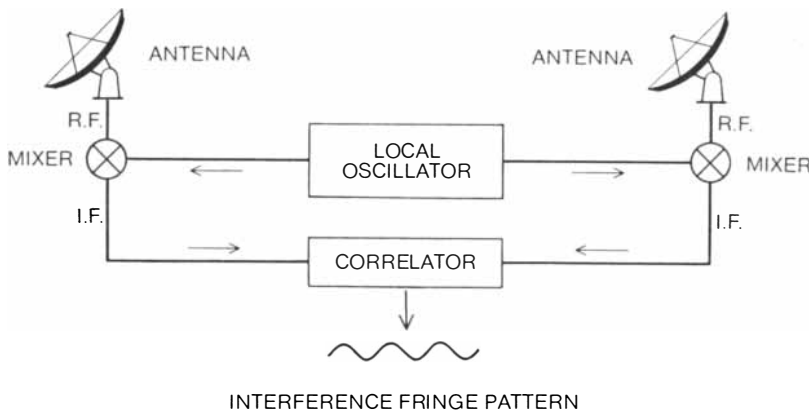 ANTENNA
ANTENNA
R.F.
R.F.
MIXER
LOCAL
OSCILLATOR
MIXER
I.F.
I.F.
CORRELATOR
INTERFERENCE FRINGE PATTERN